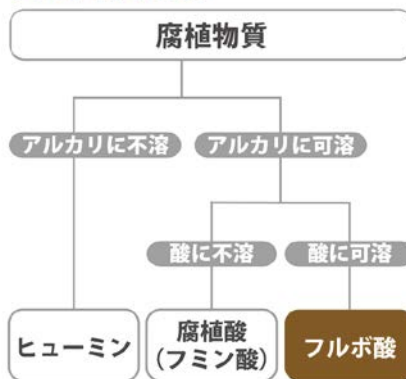 腐植物質
アルカリに不溶
アルカリに可溶
酸に不溶
酸に可溶
ヒューミン
腐植酸
(フミン酸)
フルボ酸